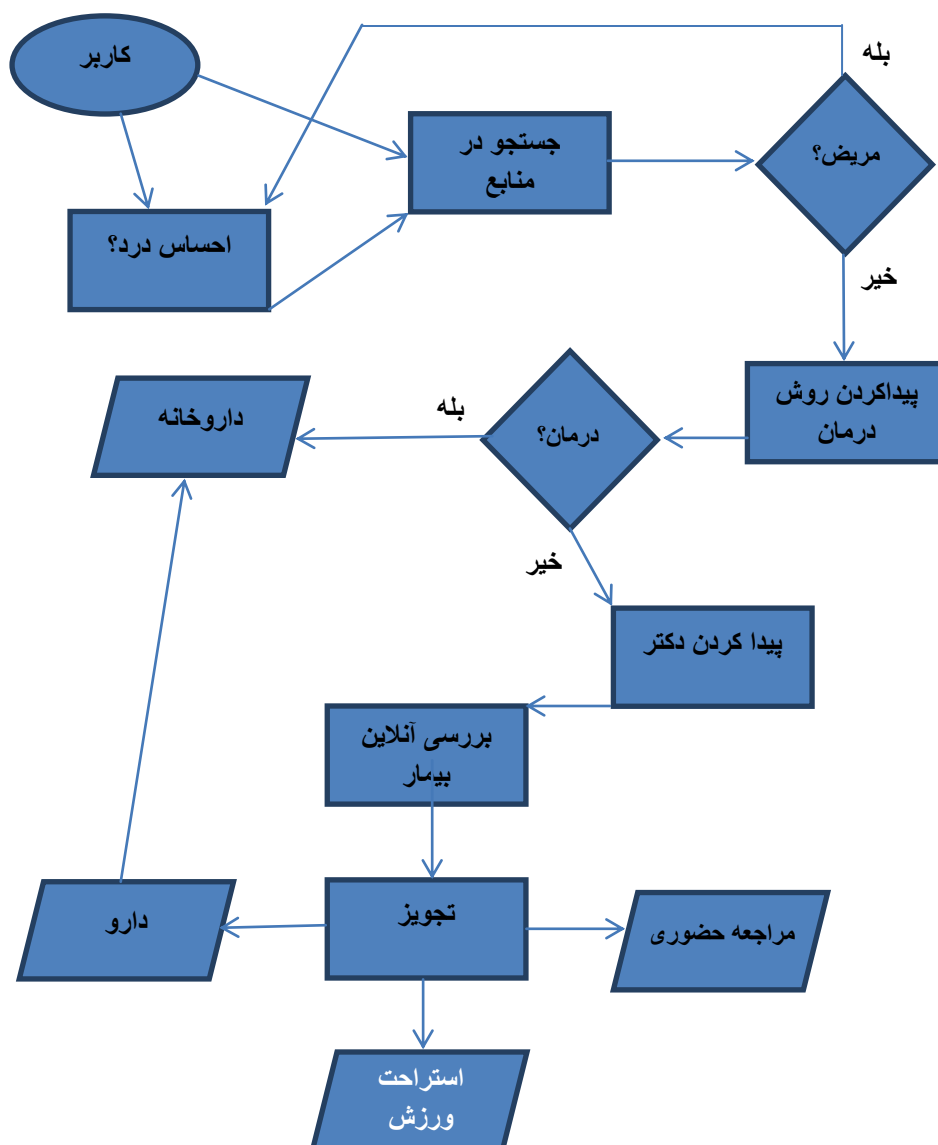 کاربر
بله
جستجو در
منابع
مریض؟
احساس درد؟
خیر
پیداکردن روش
درمان
درمان؟
بله
داروخانه
خیر
پیدا کردن دکتر
بررسی آنلاین
بیمار
تجویز
دارو
مراجعه حضوری
استراحت
ورزش